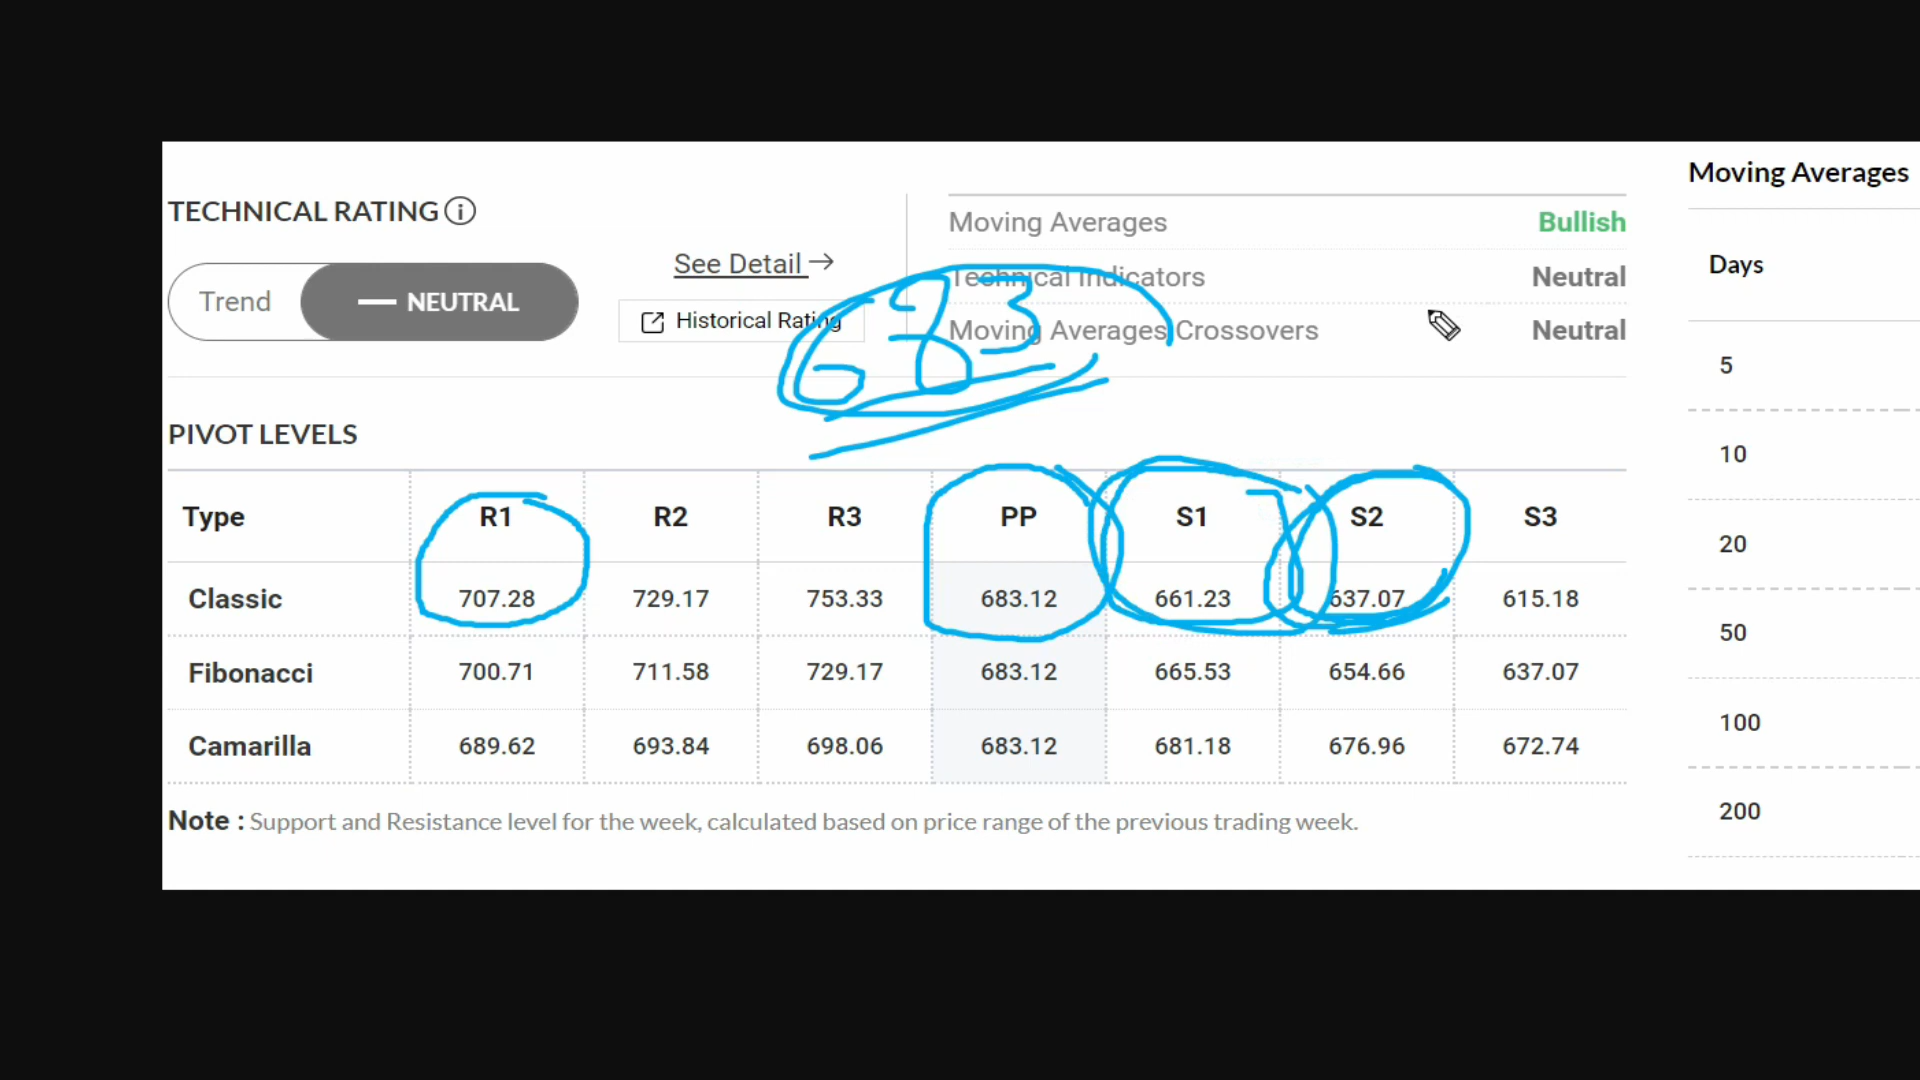 TECHNICAL RATING
Trend NEUTRAL
See Detail
Historical Rating
Moving Averages Bullish
Technical Indicators Neutral
Moving Averages Crossovers Neutral
683
PIVOT LEVELS
Type R1 R2 R3 PP S1 S2 S3
Classic 707.28 729.17 753.33 683.12 661.23 637.07 615.18
Fibonacci 700.71 711.58 729.17 683.12 665.53 654.66 637.07
Camarilla 689.62 693.84 698.06 683.12 681.18 676.96 672.74
Note : Support and Resistance level for the week, calculated based on price range of the previous trading week.
Moving Averages
Days
5
10
20
50
100
200